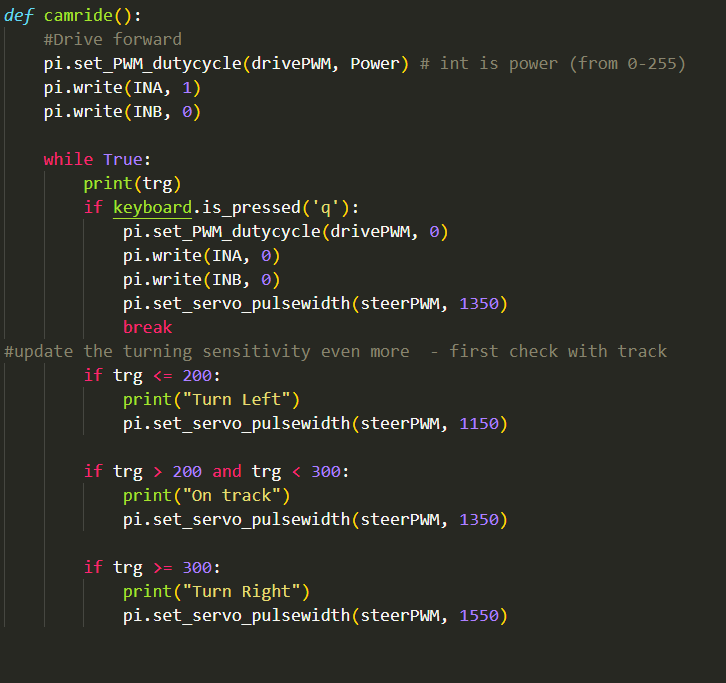 def camride():
    #Drive forward
    pi.set_PWM_dutycycle(drivePWM, Power) # int is power (from 0-255)
    pi.write(INA, 1)
    pi.write(INB, 0)

    while True:
        print(trg)
        if keyboard.is_pressed('q'):
            pi.set_PWM_dutycycle(drivePWM, 0)
            pi.write(INA, 0)
            pi.write(INB, 0)
            pi.set_servo_pulsewidth(steerPWM, 1350)
            break
#update the turning sensitivity even more  - first check with track
        if trg <= 200:
            print("Turn Left")
            pi.set_servo_pulsewidth(steerPWM, 1150)

        if trg > 200 and trg < 300:
            print("On track")
            pi.set_servo_pulsewidth(steerPWM, 1350)

        if trg >= 300:
            print("Turn Right")
            pi.set_servo_pulsewidth(steerPWM, 1550)